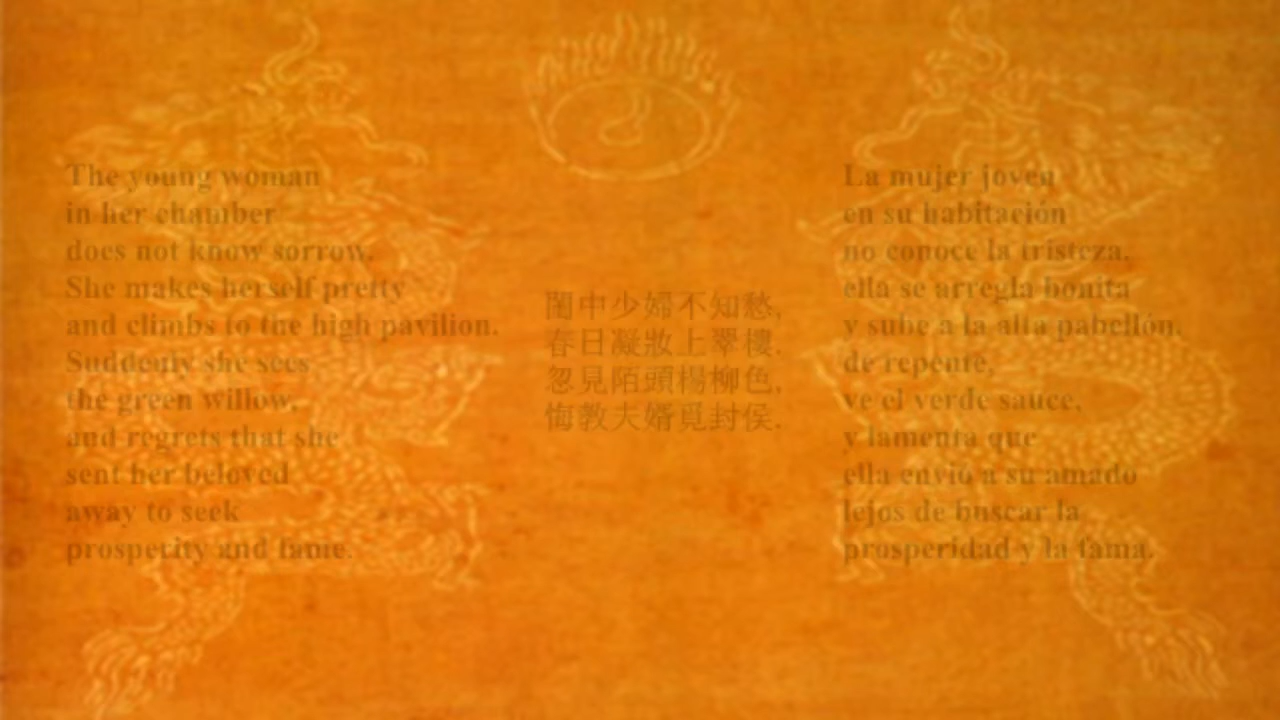 The young woman
in her chamber
does not know sorrow.
She makes herself pretty
and climbs to the high pavilion.
Suddenly she sees
the green willow,
and regrets that she
sent her beloved
away to seek
prosperity and fame.
閨中少婦不知愁,
春日凝妝上翠樓.
忽見陌頭楊柳色,
悔教夫婿覓封侯.
La mujer joven
en su habitación
no conoce la tristeza,
ella se arregla bonita
y sube a la alta pabellón.
de repente,
ve el verde sauce,
y lamenta que
ella envió a su amado
lejos de buscar la
prosperidad y la fama.